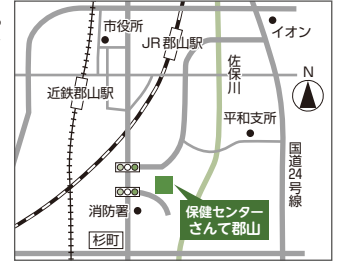 市役所
イオン
JR郡山駅
佐保川
N
近鉄郡山駅
平和支所
国道24号線
保健センター
さんて郡山
消防署
杉町